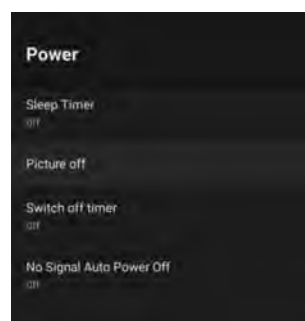 Power
Sleep Timer
Off
Picture off
Switch off timer
Off
No Signal Auto Power Off
Off